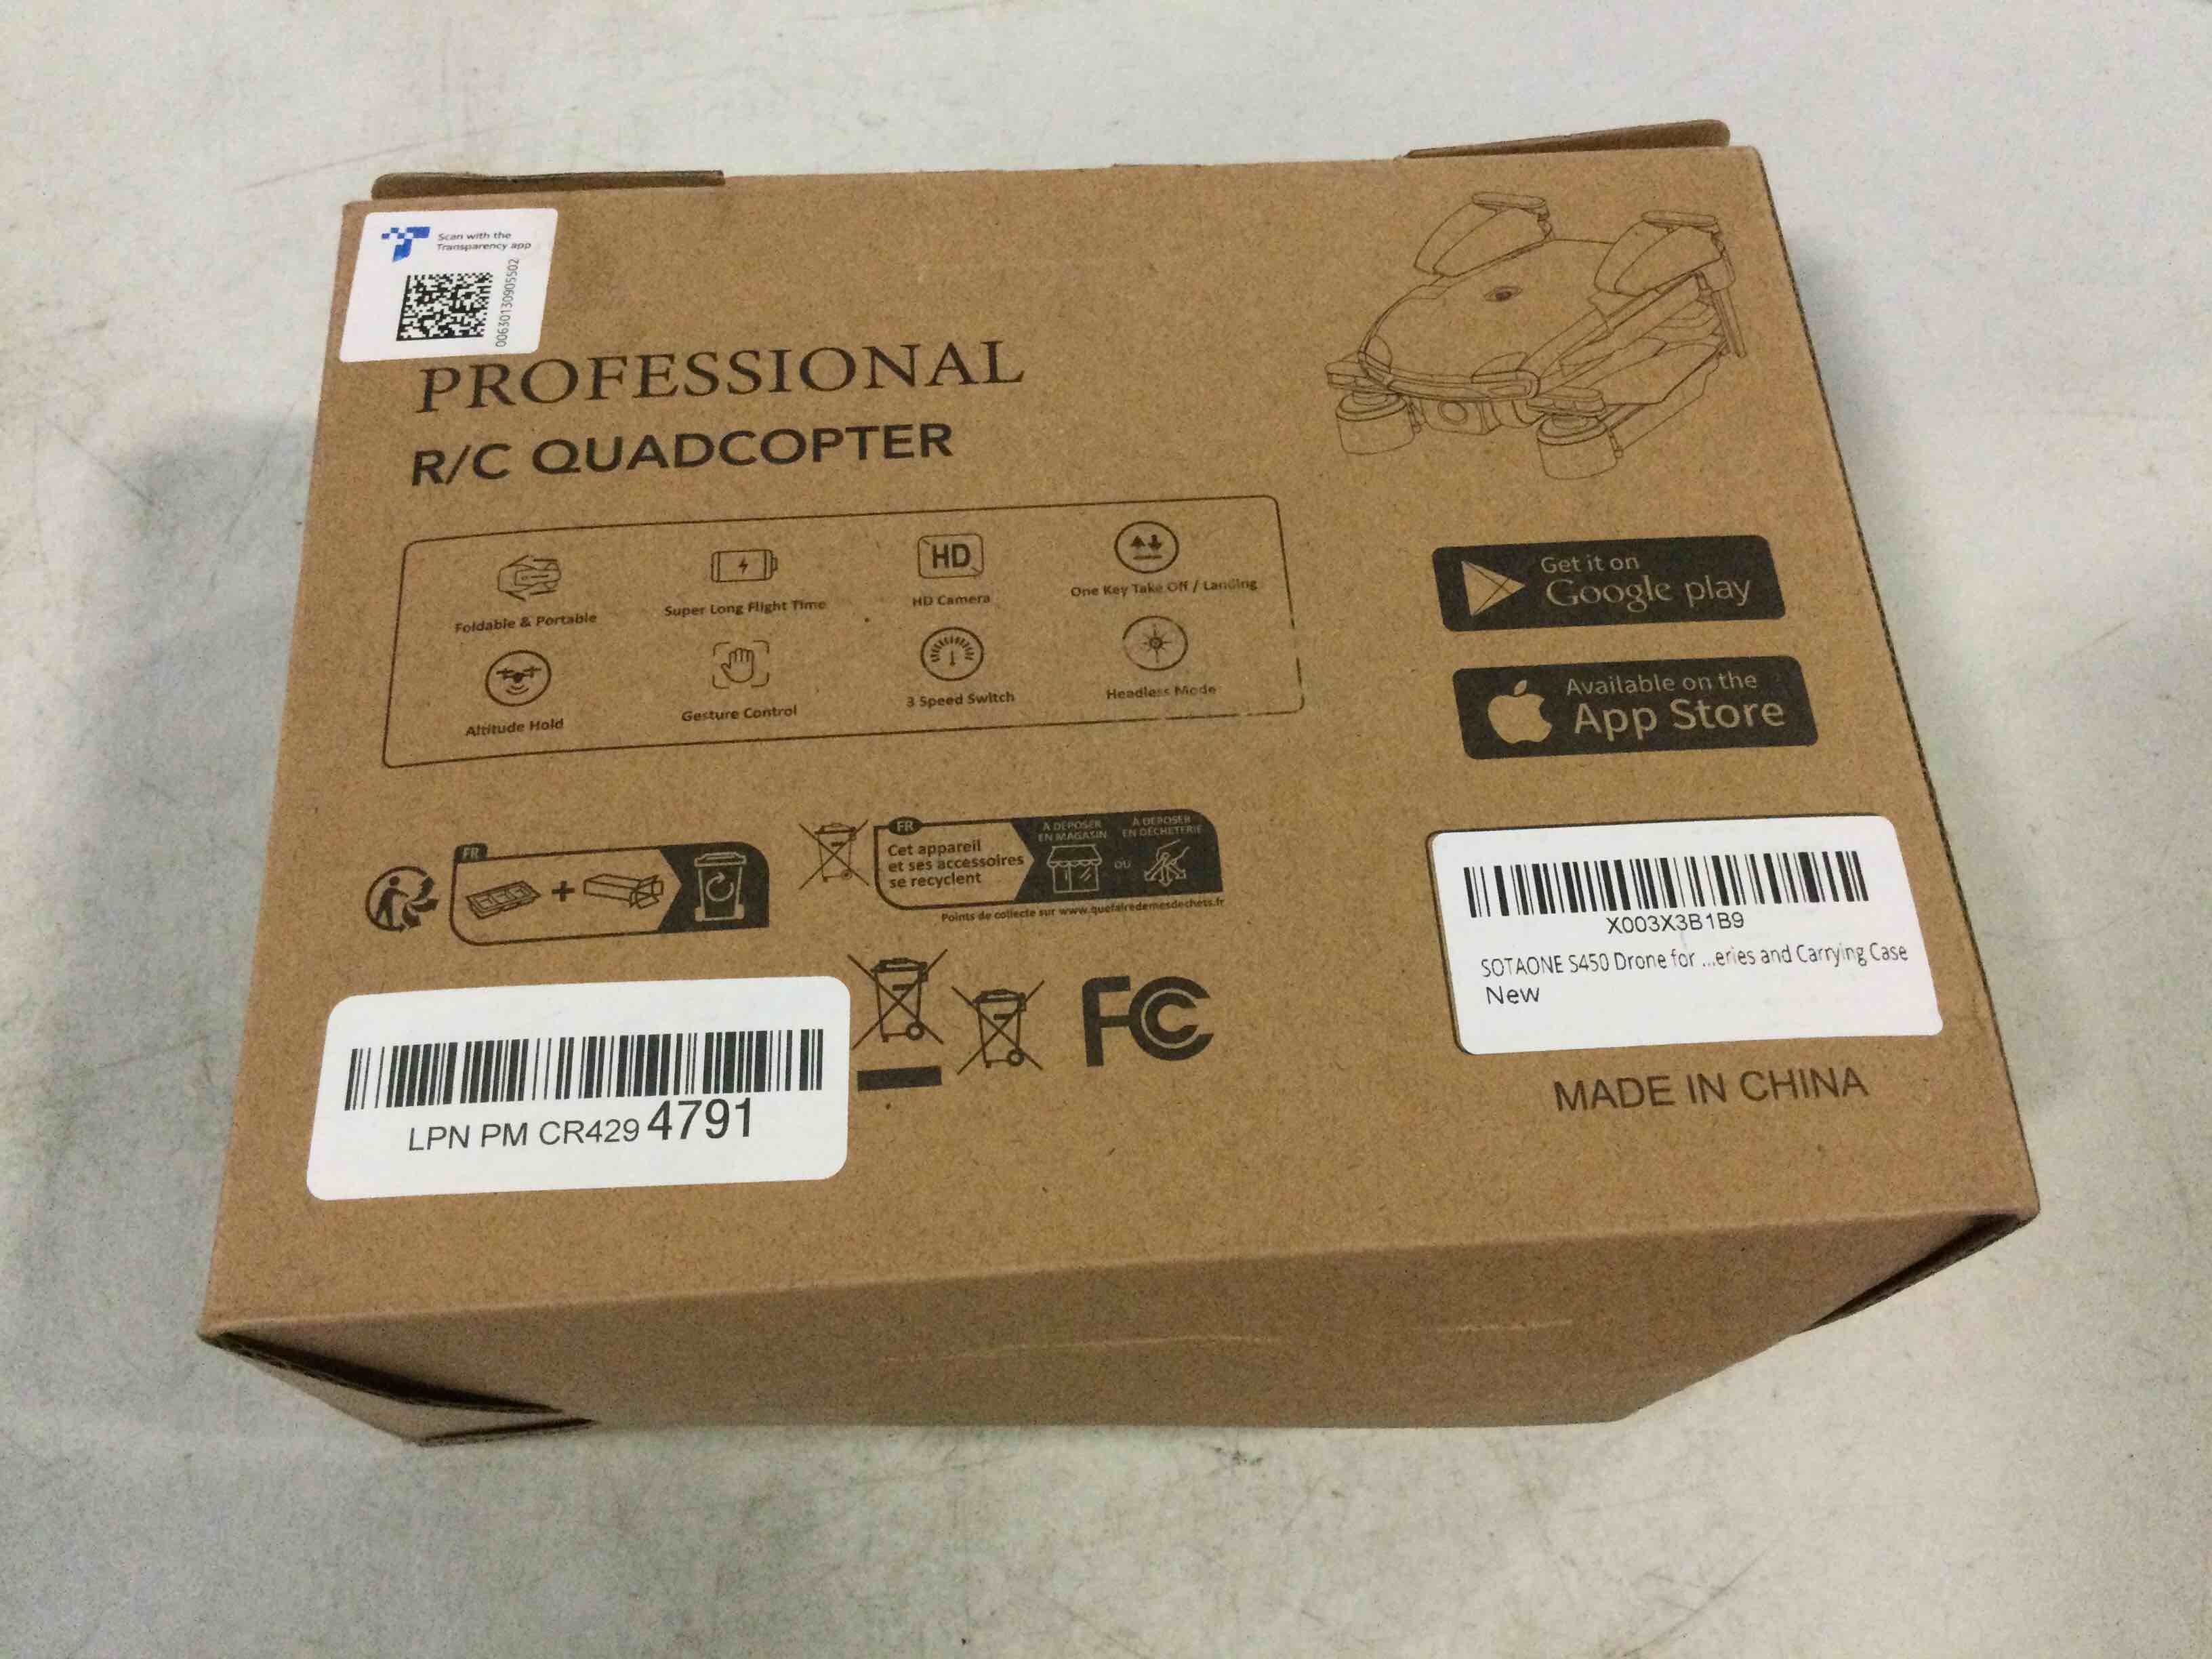 Scan with the
Transparency app
00630130905502
PROFESSIONAL
R/C QUADCOPTER
Foldable & Portable
Super Long Flight Time
HD
HD Camera
One Key Take Off / Landing
Altitude Hold
Gesture Control
3 Speed Switch
Headless Mode
Get it on
Google play
Available on the
App Store
FR
FR
Cet appareil
et ses accessoires
se recyclent
À DÉPOSER
EN MAGASIN
OU
À DÉPOSER
EN DÉCHÈTERIE
Points de collecte sur www.quefairedemesdechets.fr
LPN PM CR429 4791
FC
X003X3B1B9
SOTAONE S450 Drone for ...eries and Carrying Case
New
MADE IN CHINA